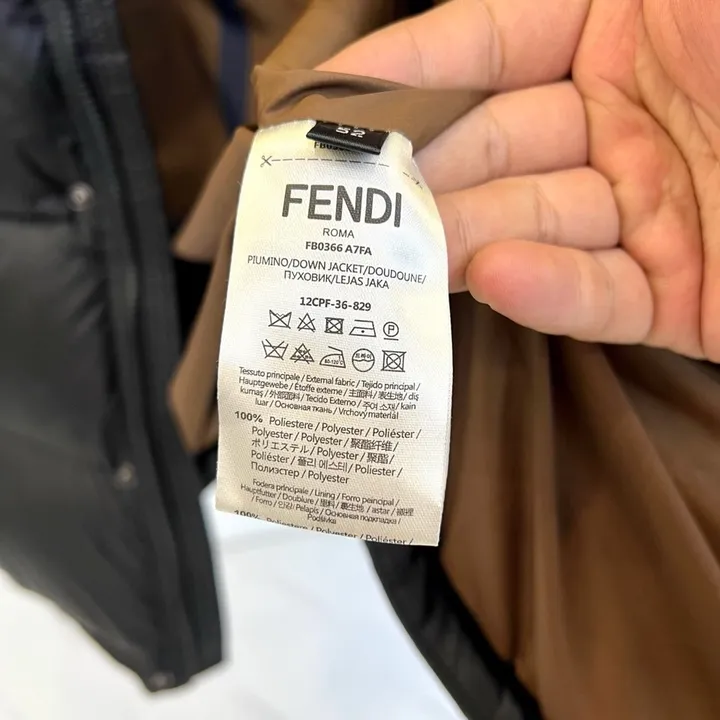 52
FENDI
ROMA
FB0366 A7FA
PIUMINO/DOWN JACKET/DOUDOUNE/
ПУХОВИК/LEJAS JAKA
12CPF-36-829
Tessuto principale / External fabric / Tejido principal /
Hauptgewebe / Étoffe externe / 主面料 / 表生地 / dış
kumaş / 外部面料 / Tecido Externo / 주이 소재 / kain
luar / Основная ткань / Vrchový materiál
100% Poliestere / Polyester / Poliéster /
Polyester / Polyester / 聚酯纤维 /
ポリエステル / Polyester / 聚酯 /
Poliéster / 폴리 에스테르 / Poliester /
Полиэстер / Polyester
Fodera principale / Lining / Forro peincipal /
Hauptfutter / Doublure / 里料 / 裏生地 / astar /
/ Forro / 안감 / Pelapis / Основная подкладка /
Podšívka
100% Poliestere / Polyester / Poliéster /